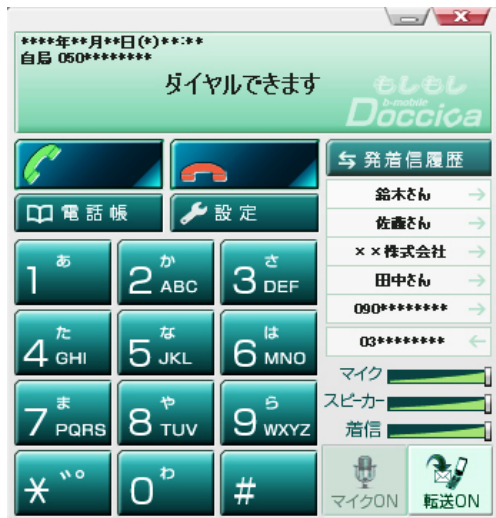 ****年**月**日(*)**:**
自局 050********
ダイヤルできます
もしもし
b-mobile
Doccica
発着信履歴
電話帳
設定
鈴木さん →
佐藤さん →
××株式会社 →
田中さん →
090******** →
03******** ←
あ
1
か
2 ABC
さ
3 DEF
た
4 GHI
な
5 JKL
は
6 MNO
ま
7 PQRS
や
8 TUV
ら
9 WXYZ
* ゛゜
わ
0
#
マイク
スピーカー
着信
マイクON
転送ON